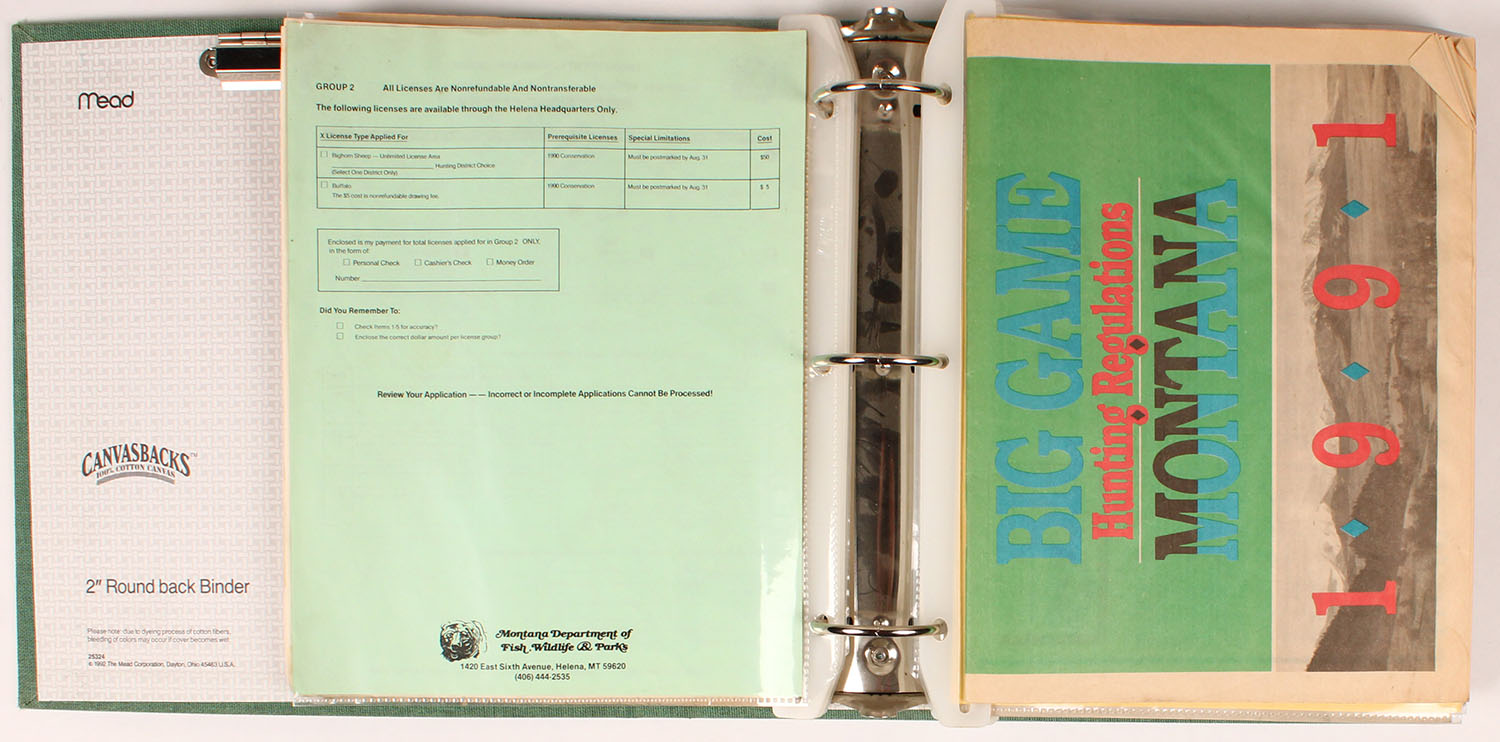 Mead
CANVASBACKS™
100% COTTON CANVAS
2" Round back Binder
Please note: due to dyeing process of cotton fibers,
bleeding of colors may occur if cover becomes wet.
25324
© 1992 The Mead Corporation, Dayton, Ohio 45463 U.S.A.
GROUP 2 All Licenses Are Nonrefundable And Nontransferable
The following licenses are available through the Helena Headquarters Only.
X License Type Applied For Prerequisite Licenses Special Limitations Cost
Bighorn Sheep — Unlimited License Area 1990 Conservation Must be postmarked by Aug. 31 $50
Hunting District Choice
(Select One District Only)
Buffalo 1990 Conservation Must be postmarked by Aug. 31 $ 5
The $5 cost is nonrefundable drawing fee.
Enclosed is my payment for total licenses applied for in Group 2 ONLY,
in the form of:
Personal Check Cashier's Check Money Order
Number
Did You Remember To:
Check Items 1-5 for accuracy?
Enclose the correct dollar amount per license group?
Review Your Application — — Incorrect or Incomplete Applications Cannot Be Processed!
Montana Department of
Fish, Wildlife & Parks
1420 East Sixth Avenue, Helena, MT 59620
(406) 444-2535
BIG GAME
Hunting Regulations
MONTANA
1 9 9 1